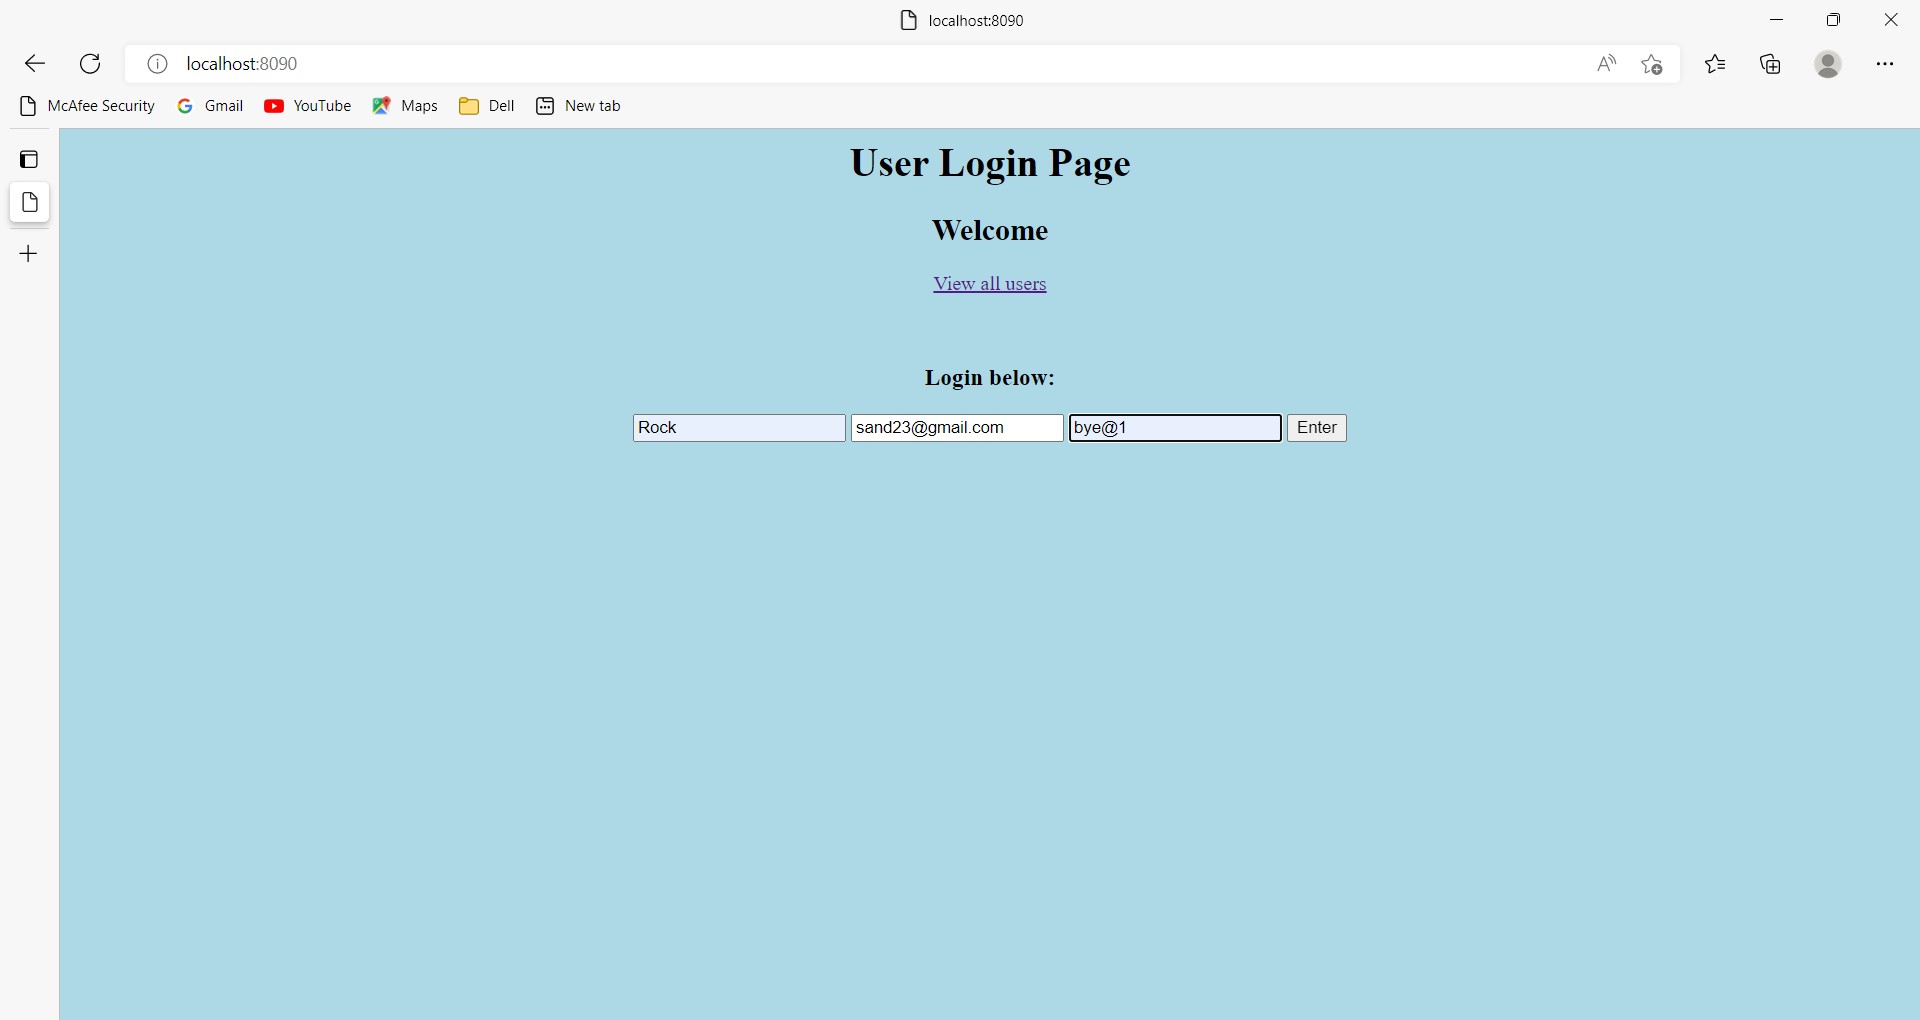 localhost:8090
localhost:8090
McAfee Security Gmail YouTube Maps Dell New tab
User Login Page
Welcome
View all users
Login below:
Rock sand23@gmail.com bye@1 Enter